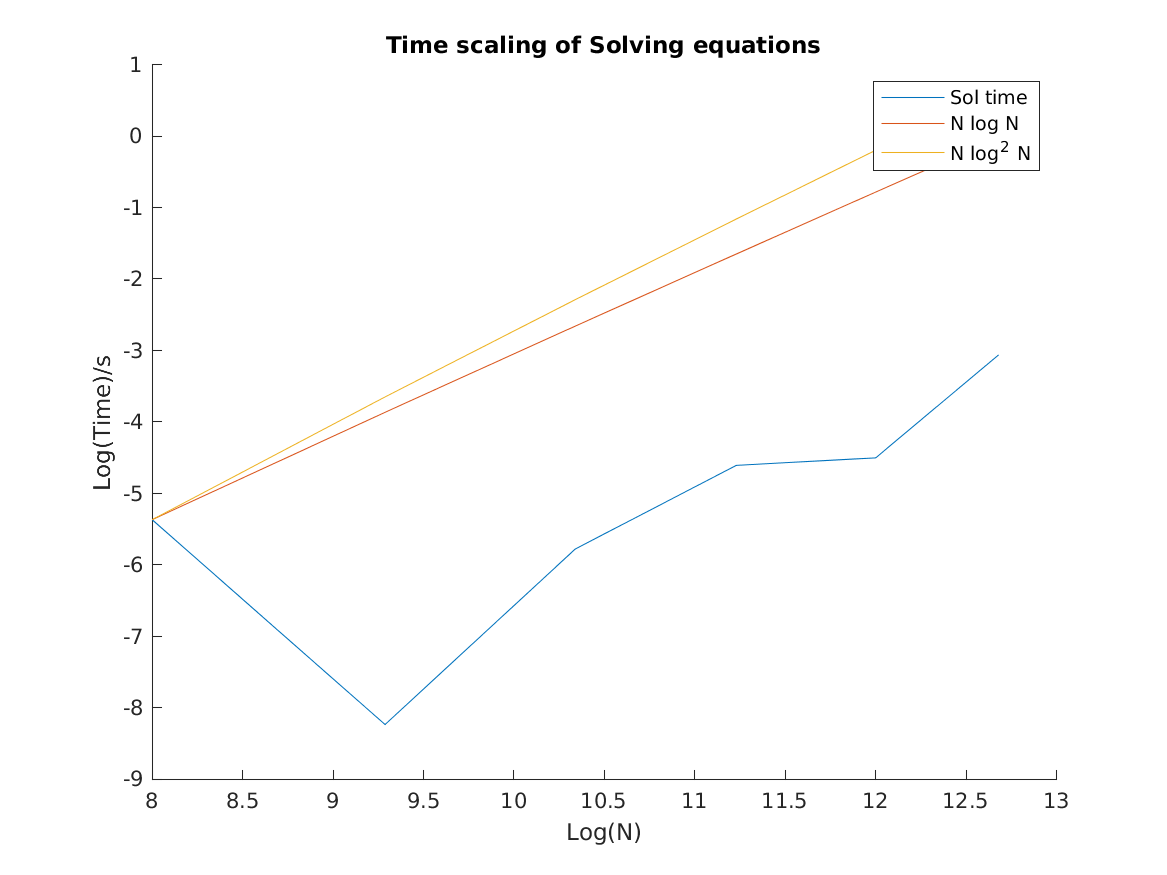 Time scaling of Solving equations
1
0
-1
-2
-3
-4
-5
-6
-7
-8
-9
Log(Time)/s
Sol time
N log N
N log² N
8 8.5 9 9.5 10 10.5 11 11.5 12 12.5 13
Log(N)